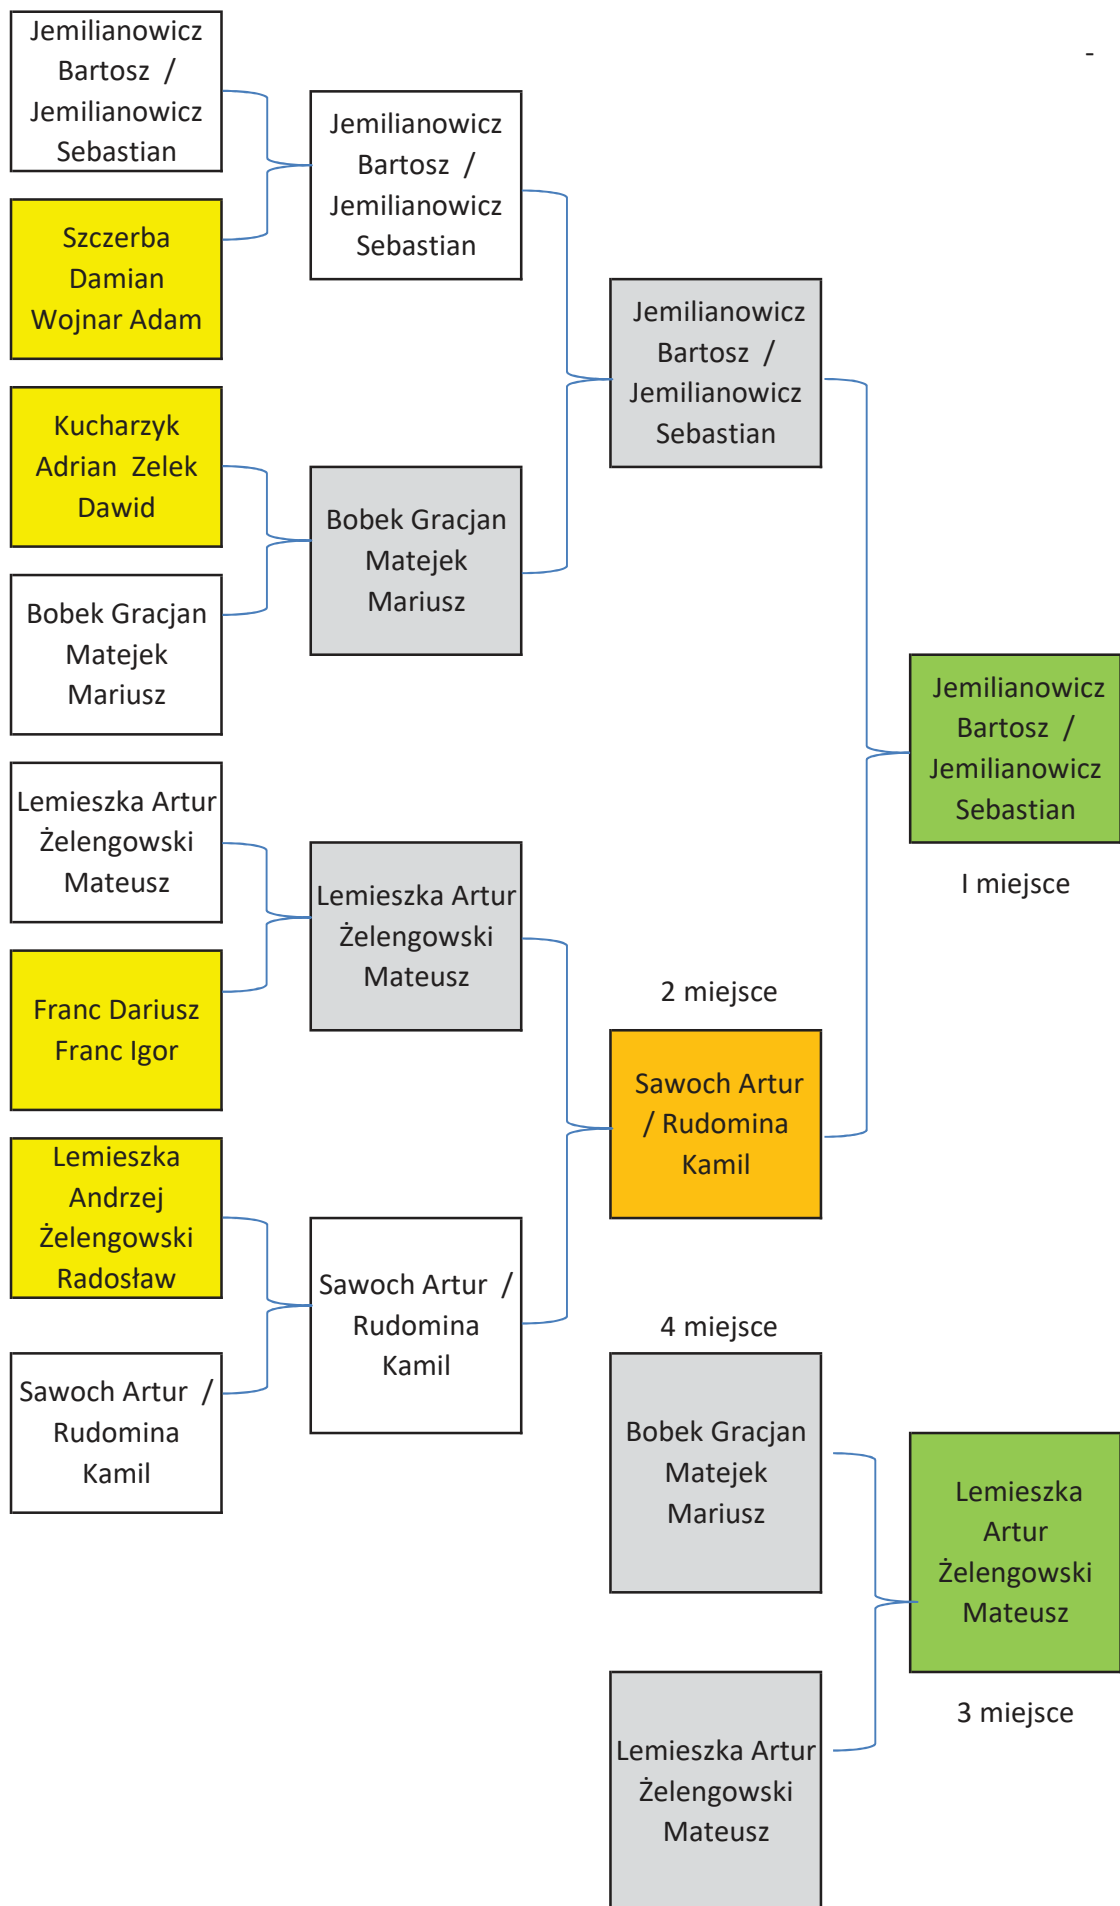 Jemilianowicz
Bartosz /
Jemilianowicz
Sebastian
Szczerba
Damian
Wojnar Adam
Kucharzyk
Adrian Zelek
Dawid
Bobek Gracjan
Matejek
Mariusz
Lemieszka Artur
Żelengowski
Mateusz
Franc Dariusz
Franc Igor
Lemieszka
Andrzej
Żelengowski
Radosław
Sawoch Artur /
Rudomina
Kamil
Jemilianowicz
Bartosz /
Jemilianowicz
Sebastian
Bobek Gracjan
Matejek
Mariusz
Lemieszka Artur
Żelengowski
Mateusz
Sawoch Artur /
Rudomina
Kamil
Jemilianowicz
Bartosz /
Jemilianowicz
Sebastian
2 miejsce
Sawoch Artur
/ Rudomina
Kamil
4 miejsce
Bobek Gracjan
Matejek
Mariusz
Lemieszka Artur
Żelengowski
Mateusz
-
Jemilianowicz
Bartosz /
Jemilianowicz
Sebastian
I miejsce
Lemieszka
Artur
Żelengowski
Mateusz
3 miejsce